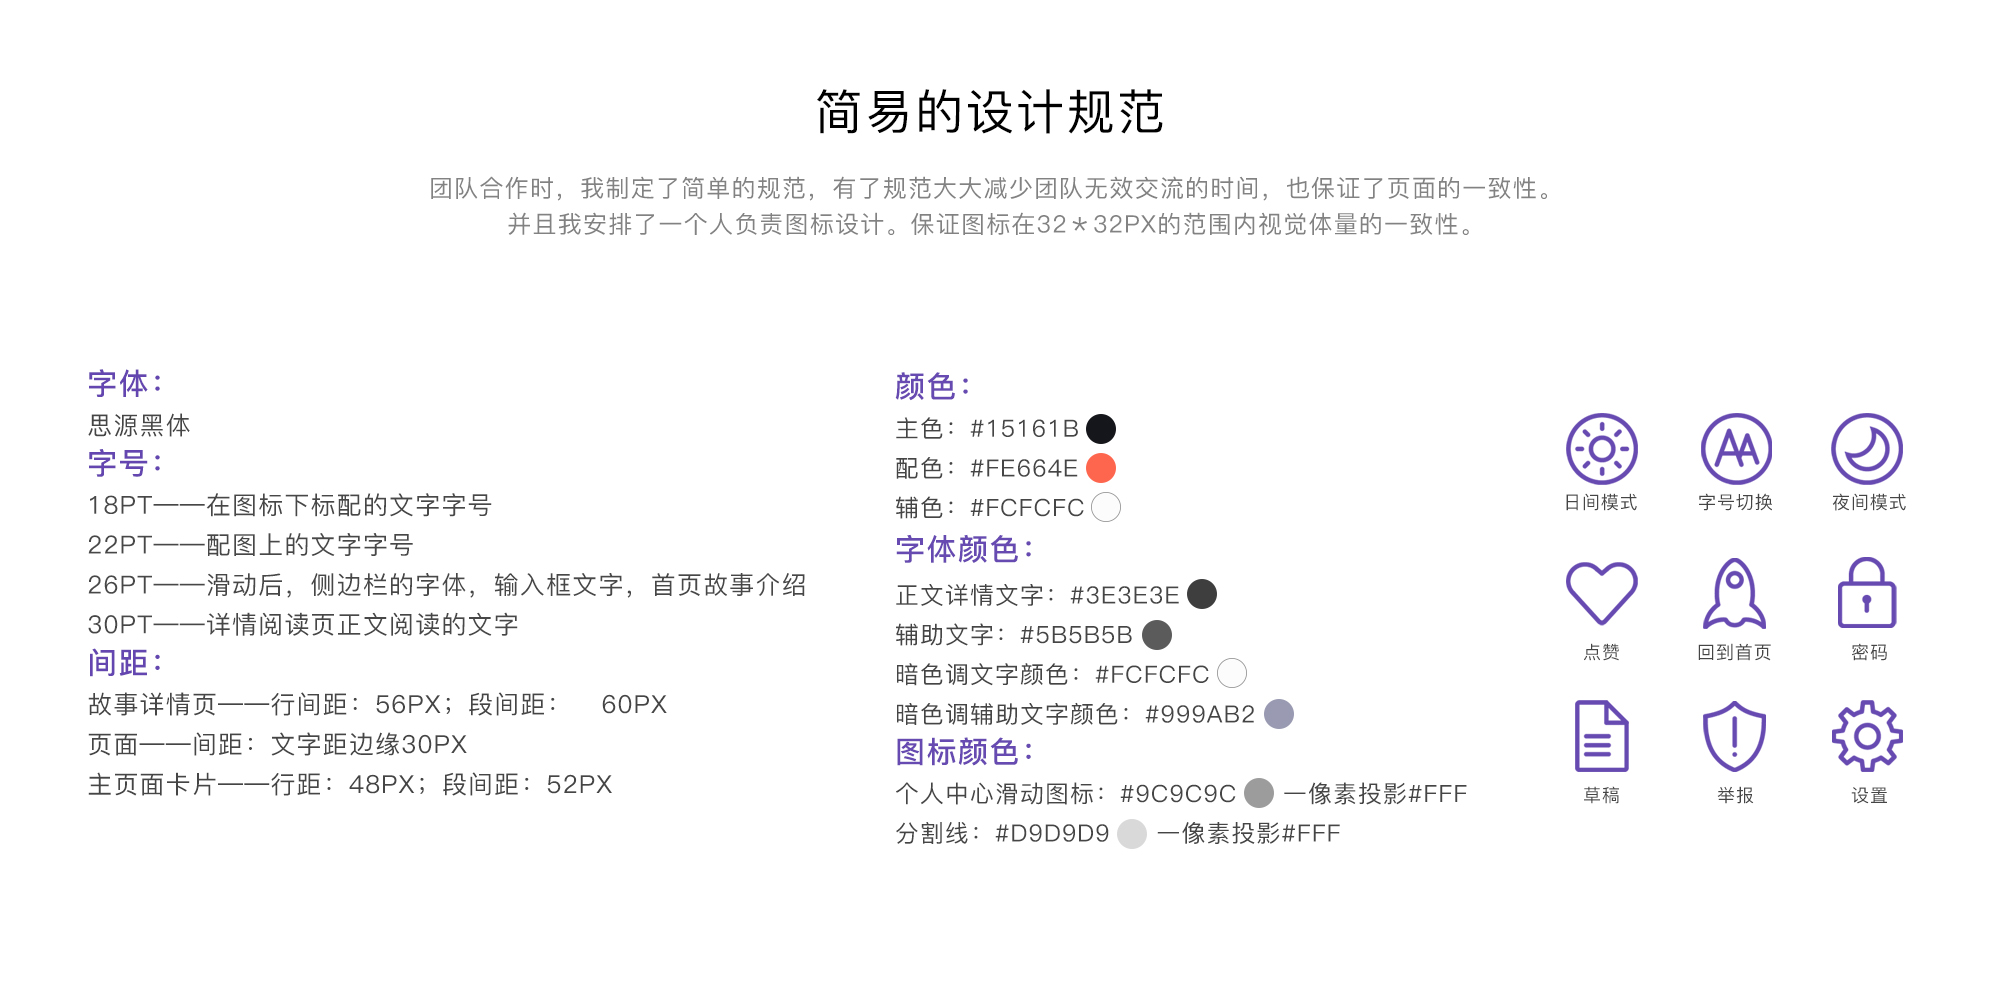 简易的设计规范
团队合作时，我制定了简单的规范，有了规范大大减少团队无效交流的时间，也保证了页面的一致性。
并且我安排了一个人负责图标设计。保证图标在32*32PX的范围内视觉体量的一致性。
字体：
思源黑体
字号：
18PT——在图标下标配的文字字号
22PT——配图上的文字字号
26PT——滑动后，侧边栏的字体，输入框文字，首页故事介绍
30PT——详情阅读页正文阅读的文字
间距：
故事详情页——行间距：56PX；段间距： 60PX
页面——间距：文字距边缘30PX
主页面卡片——行距：48PX；段间距：52PX
颜色：
主色：#15161B
配色：#FE664E
辅色：#FCFCFC
字体颜色：
正文详情文字：#3E3E3E
辅助文字：#5B5B5B
暗色调文字颜色：#FCFCFC
暗色调辅助文字颜色：#999AB2
图标颜色：
个人中心滑动图标：#9C9C9C 一像素投影#FFF
分割线：#D9D9D9 一像素投影#FFF
AA
日间模式 字号切换 夜间模式
点赞 回到首页 密码
草稿 举报 设置